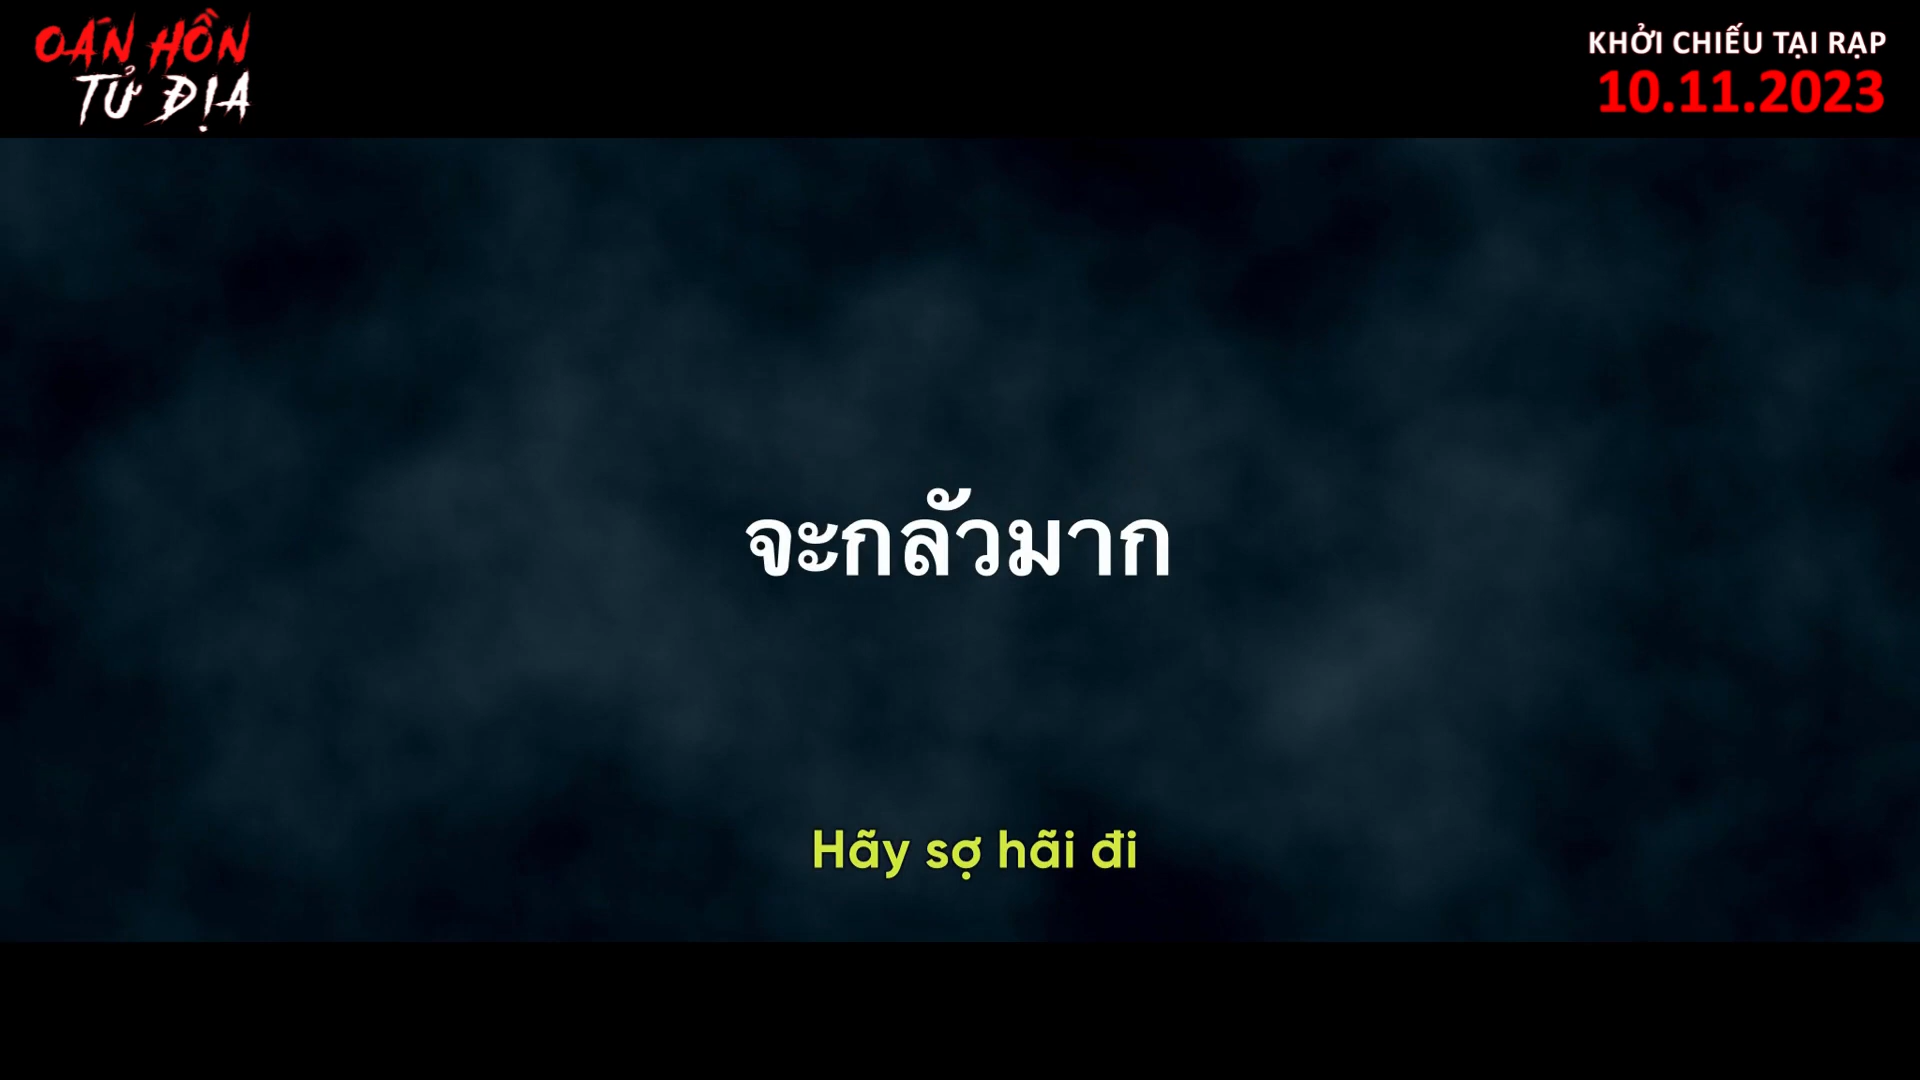 OÁN HỒN
TỬ ĐỊA
KHỞI CHIẾU TẠI RẠP
10.11.2023
จะกลัวมาก
Hãy sợ hãi đi